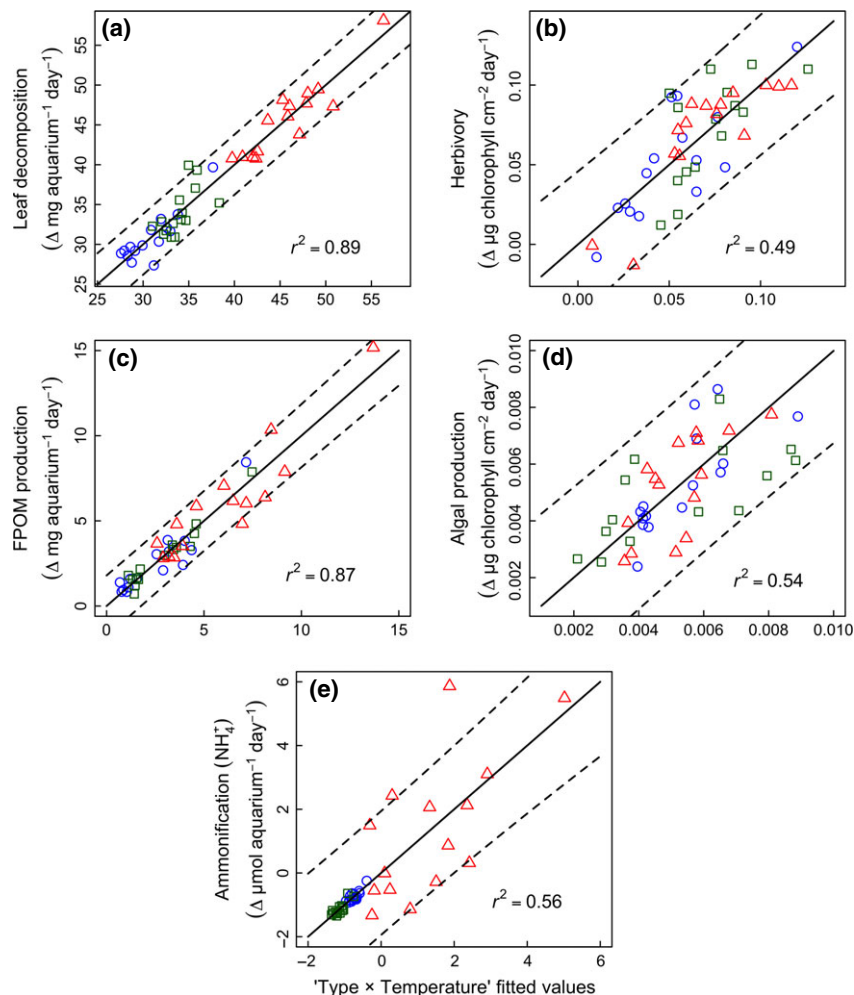 (a)
Leaf decomposition
(Δ mg aquarium⁻¹ day⁻¹)
55
50
45
40
35
30
25
r² = 0.89
25 30 35 40 45 50 55
(b)
Herbivory
(Δ µg chlorophyll cm⁻² day⁻¹)
0.10
0.05
0.00
r² = 0.49
0.00 0.05 0.10
(c)
FPOM production
(Δ mg aquarium⁻¹ day⁻¹)
15
10
5
0
r² = 0.87
0 5 10 15
(d)
Algal production
(Δ µg chlorophyll cm⁻² day⁻¹)
0.010
0.008
0.006
0.004
0.002
r² = 0.54
0.002 0.004 0.006 0.008 0.010
(e)
Ammonification (NH₄⁺)
(Δ µmol aquarium⁻¹ day⁻¹)
6
4
2
0
−2
r² = 0.56
−2 0 2 4 6
'Type × Temperature' fitted values